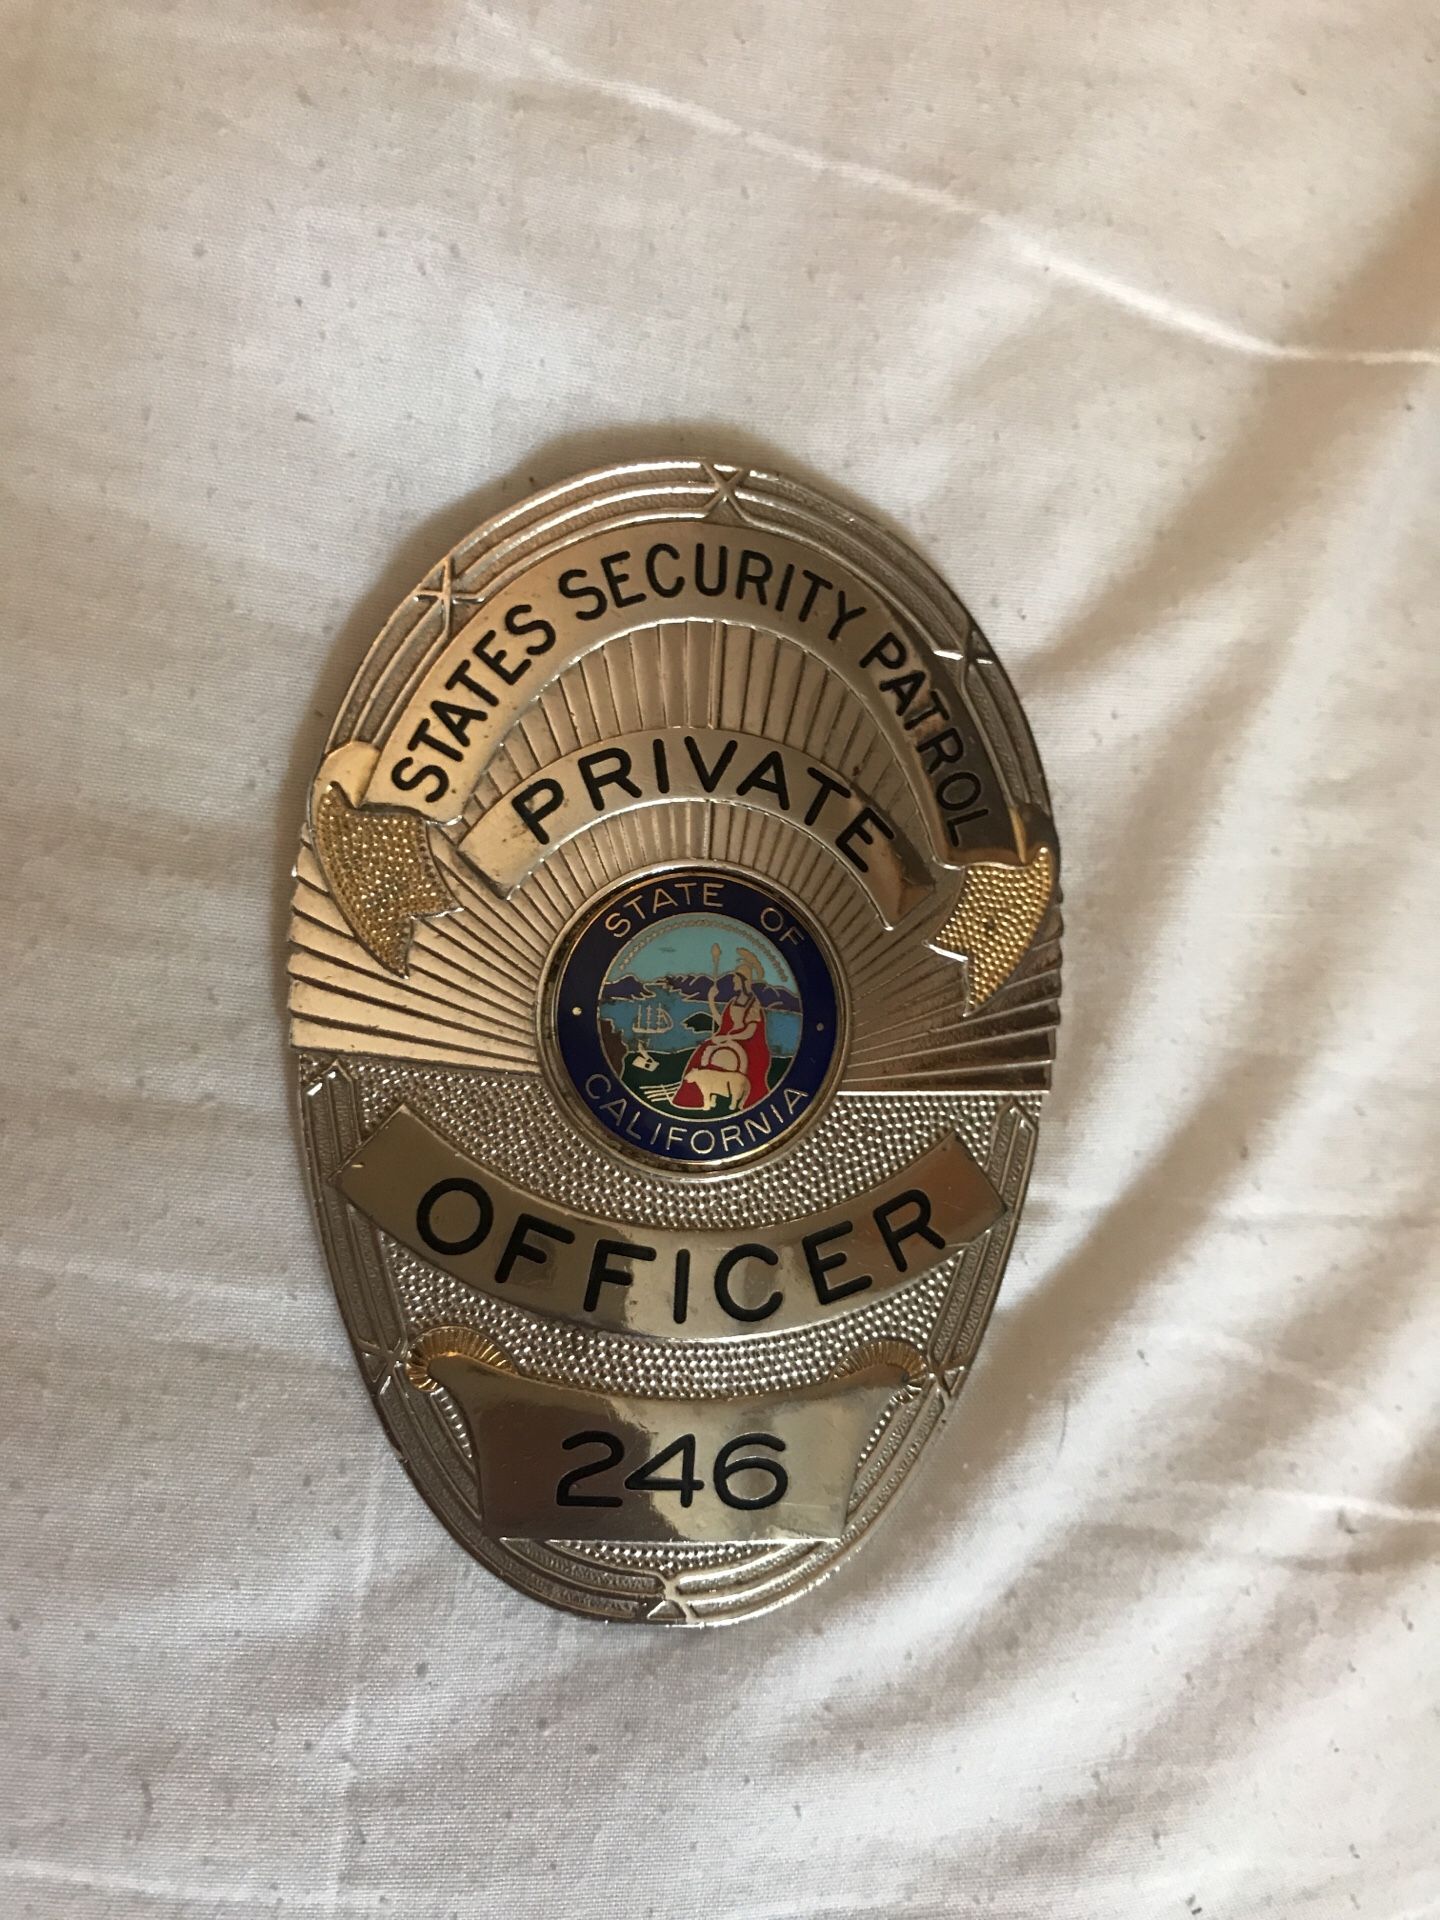 STATES SECURITY PATROL
PRIVATE
STATE OF
CALIFORNIA
OFFICER
246